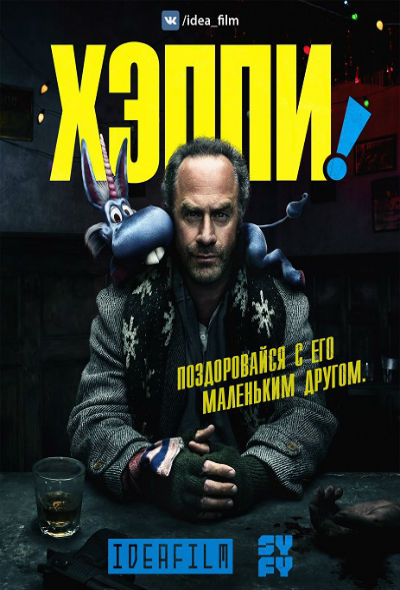 /idea_film
ХЭППИ!
ПОЗДОРОВАЙСЯ С ЕГО
МАЛЕНЬКИМ ДРУГОМ.
IDEAFILM
SYFY